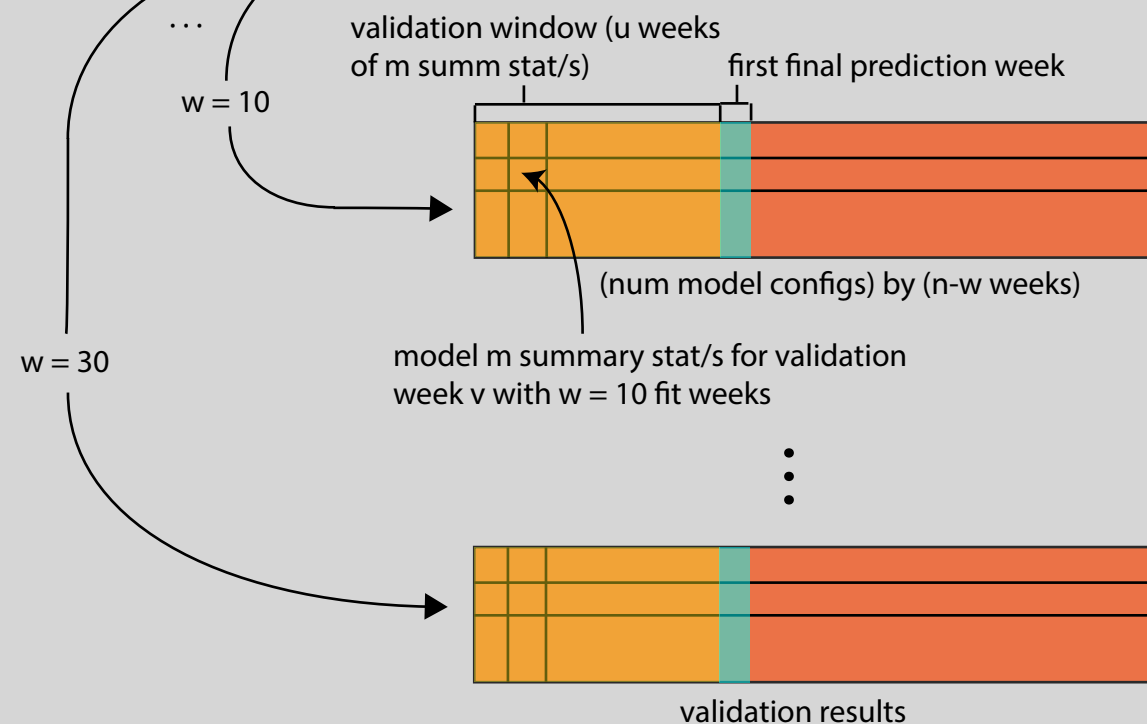 ...
validation window (u weeks
of m summ stat/s)
first final prediction week
w = 10
(num model configs) by (n-w weeks)
w = 30
model m summary stat/s for validation
week v with w = 10 fit weeks
validation results